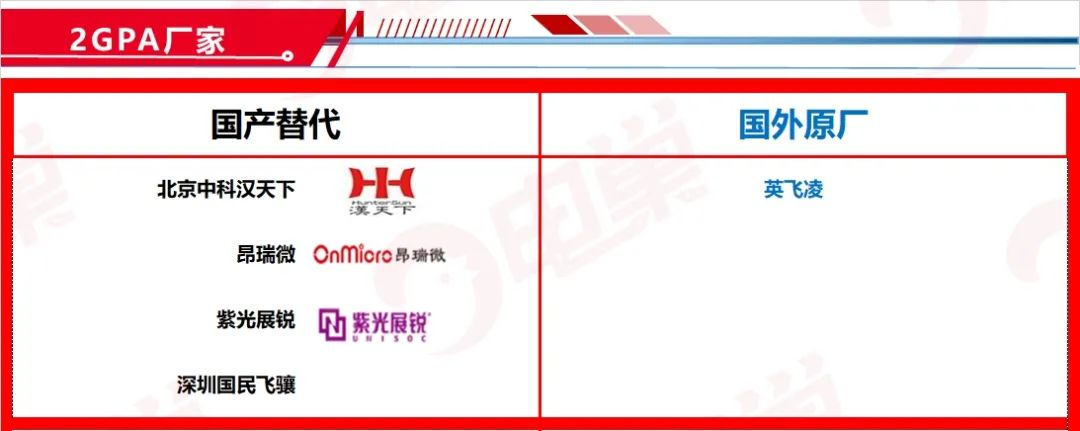 2GPA厂家
国产替代
国外原厂
北京中科汉天下
HunterSun
漢天下
英飞凌
昂瑞微
OnMicro昂瑞微
紫光展锐
紫光展锐
UNISOC
深圳国民飞骧
电巢